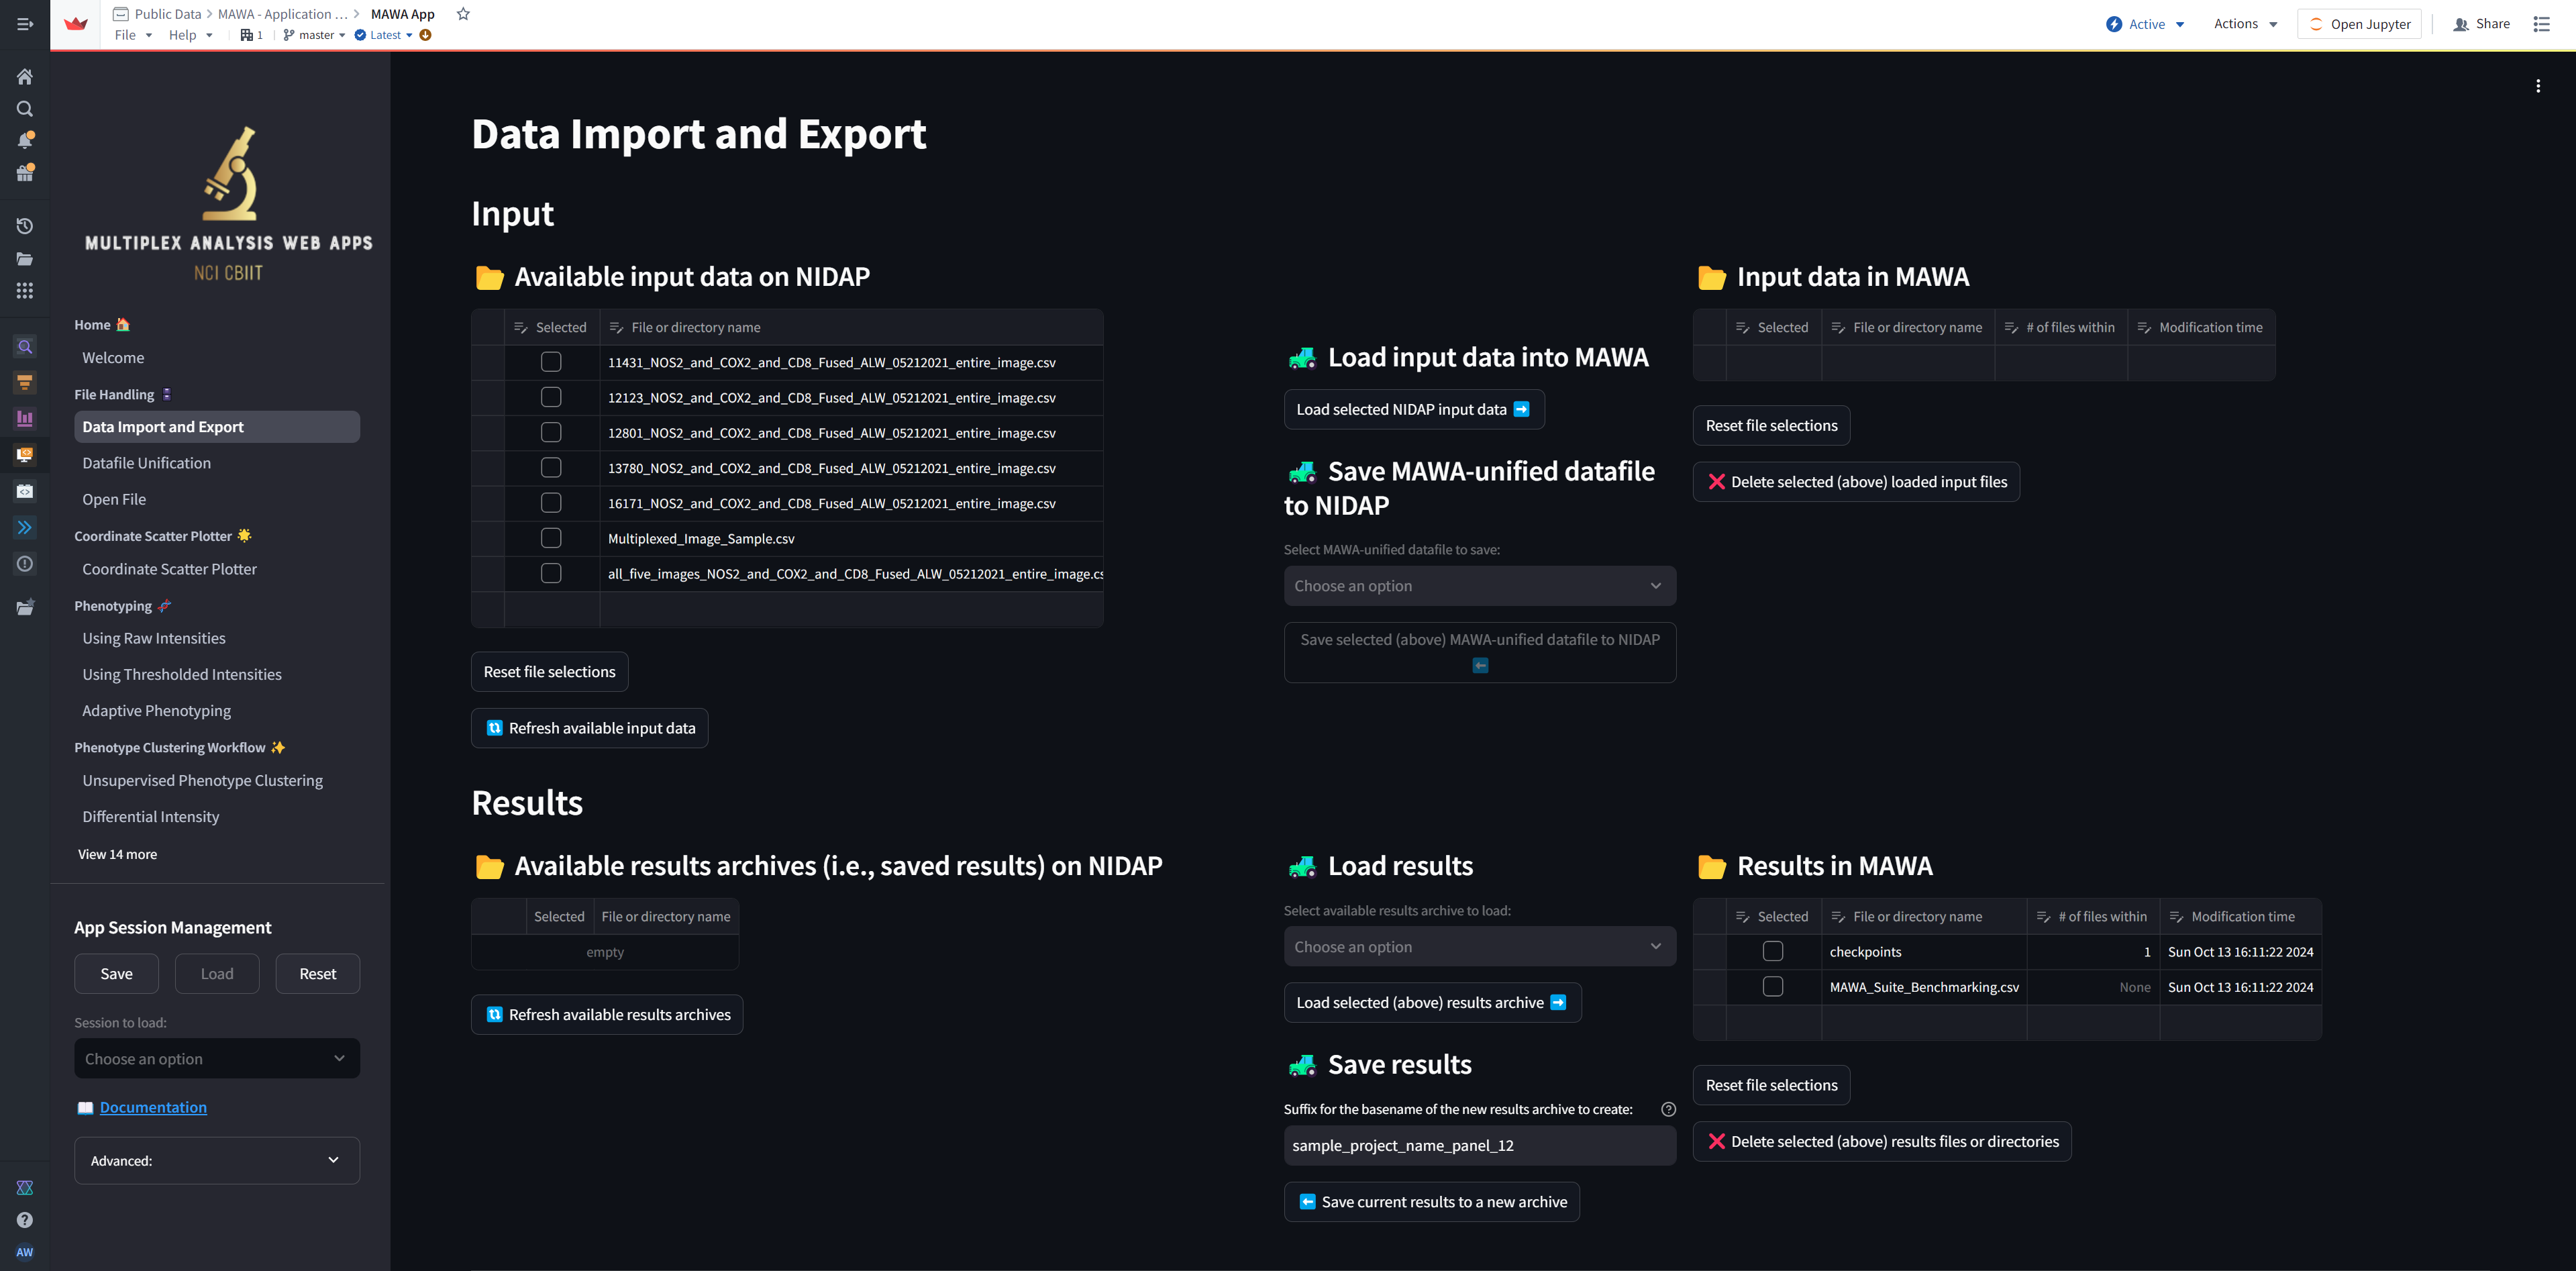 Public Data > MAWA - Application ... > MAWA App
File Help 1 master Latest
Active Actions Open Jupyter Share
MULTIPLEX ANALYSIS WEB APPS
NCI CBIIT
Home
Welcome
File Handling
Data Import and Export
Datafile Unification
Open File
Coordinate Scatter Plotter
Coordinate Scatter Plotter
Phenotyping
Using Raw Intensities
Using Thresholded Intensities
Adaptive Phenotyping
Phenotype Clustering Workflow
Unsupervised Phenotype Clustering
Differential Intensity
View 14 more
App Session Management
Save Load Reset
Session to load:
Choose an option
Documentation
Advanced:
AW
Data Import and Export
Input
Available input data on NIDAP
Selected File or directory name
11431_NOS2_and_COX2_and_CD8_Fused_ALW_05212021_entire_image.csv
12123_NOS2_and_COX2_and_CD8_Fused_ALW_05212021_entire_image.csv
12801_NOS2_and_COX2_and_CD8_Fused_ALW_05212021_entire_image.csv
13780_NOS2_and_COX2_and_CD8_Fused_ALW_05212021_entire_image.csv
16171_NOS2_and_COX2_and_CD8_Fused_ALW_05212021_entire_image.csv
Multiplexed_Image_Sample.csv
all_five_images_NOS2_and_COX2_and_CD8_Fused_ALW_05212021_entire_image.cs
Reset file selections
Refresh available input data
Load input data into MAWA
Load selected NIDAP input data
Save MAWA-unified datafile
to NIDAP
Select MAWA-unified datafile to save:
Choose an option
Save selected (above) MAWA-unified datafile to NIDAP
Input data in MAWA
Selected File or directory name # of files within Modification time
Reset file selections
Delete selected (above) loaded input files
Results
Available results archives (i.e., saved results) on NIDAP
Selected File or directory name
empty
Refresh available results archives
Load results
Select available results archive to load:
Choose an option
Load selected (above) results archive
Save results
Suffix for the basename of the new results archive to create:
sample_project_name_panel_12
Save current results to a new archive
Results in MAWA
Selected File or directory name # of files within Modification time
checkpoints 1 Sun Oct 13 16:11:22 2024
MAWA_Suite_Benchmarking.csv None Sun Oct 13 16:11:22 2024
Reset file selections
Delete selected (above) results files or directories